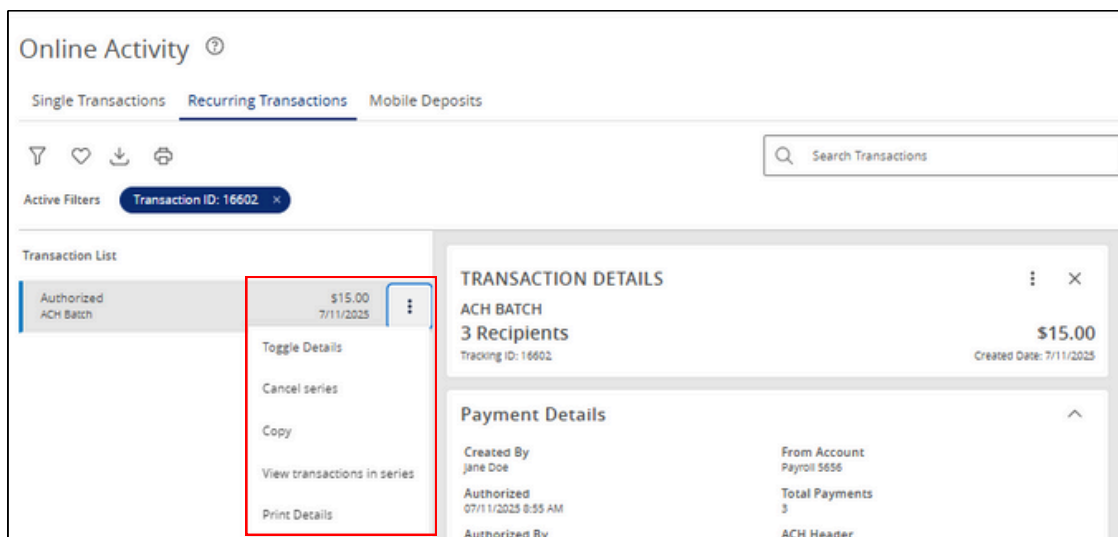 Online Activity
Single Transactions Recurring Transactions Mobile Deposits
Search Transactions
Active Filters Transaction ID: 16602 ×
Transaction List
Authorized $15.00
ACH Batch 7/11/2025
Toggle Details
Cancel series
Copy
View transactions in series
Print Details
TRANSACTION DETAILS
ACH BATCH
3 Recipients $15.00
Tracking ID: 16602 Created Date: 7/11/2025
Payment Details
Created By From Account
Jane Doe Payroll 5656
Authorized Total Payments
07/11/2025 8:55 AM 3
Authorized By ACH Header